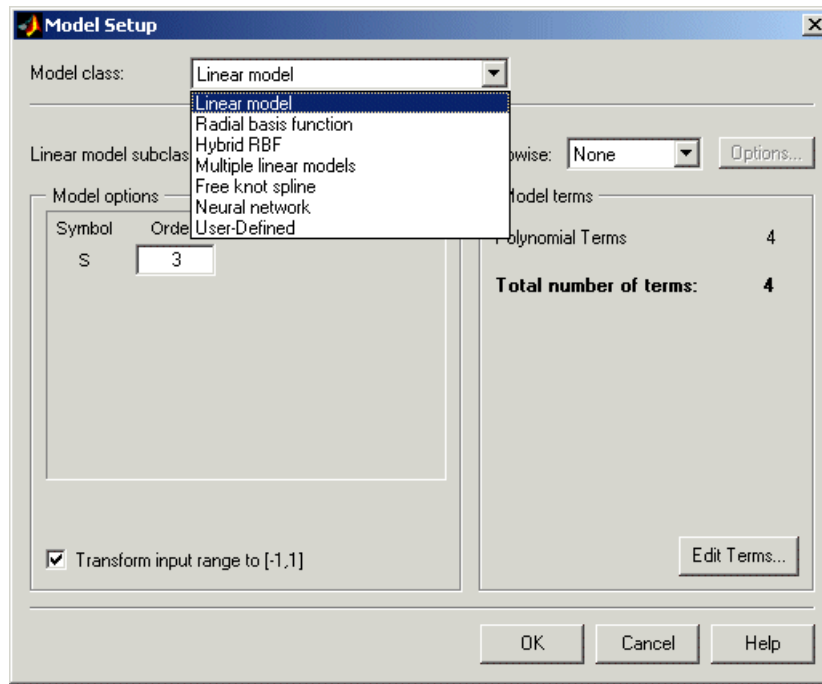 Model Setup
Model class: Linear model
Linear model
Radial basis function
Hybrid RBF
Multiple linear models
Free knot spline
Neural network
User-Defined
Linear model subclas
pwise: None Options...
Model options
Symbol Orde
S 3
Transform input range to [-1,1]
Model terms
Polynomial Terms 4
Total number of terms: 4
Edit Terms...
OK Cancel Help